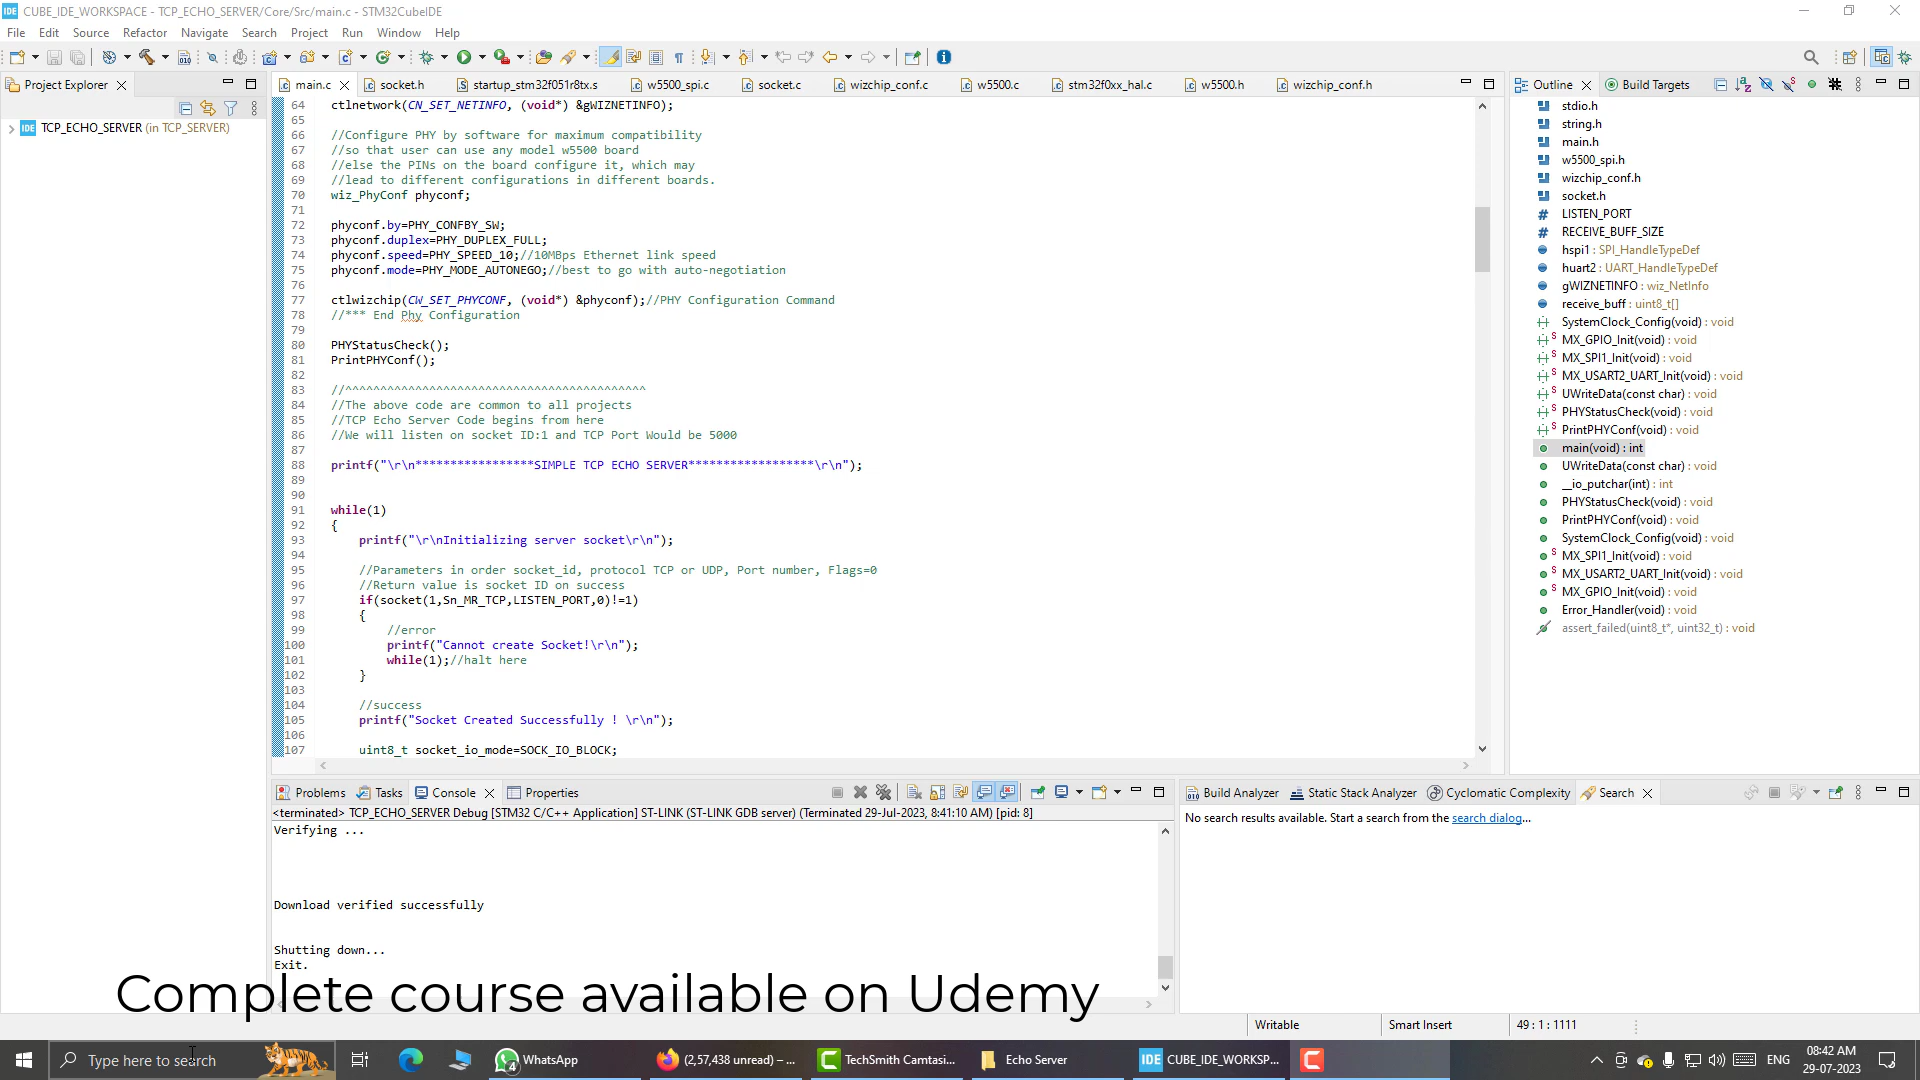 IDE CUBE_IDE_WORKSPACE - TCP_ECHO_SERVER/Core/Src/main.c - STM32CubeIDE
File Edit Source Refactor Navigate Search Project Run Window Help
Project Explorer
TCP_ECHO_SERVER (in TCP_SERVER)
main.c socket.h startup_stm32f051r8tx.s w5500_spi.c socket.c wizchip_conf.c w5500.c stm32f0xx_hal.c w5500.h wizchip_conf.h
64 ctlnetwork(CN_SET_NETINFO, (void*) &gWIZNETINFO);
65
66 //Configure PHY by software for maximum compatibility
67 //so that user can use any model w5500 board
68 //else the PINs on the board configure it, which may
69 //lead to different configurations in different boards.
70 wiz_PhyConf phyconf;
71
72 phyconf.by=PHY_CONFBY_SW;
73 phyconf.duplex=PHY_DUPLEX_FULL;
74 phyconf.speed=PHY_SPEED_10;//10MBps Ethernet link speed
75 phyconf.mode=PHY_MODE_AUTONEGO;//best to go with auto-negotiation
76
77 ctlwizchip(CW_SET_PHYCONF, (void*) &phyconf);//PHY Configuration Command
78 //*** End Phy Configuration
79
80 PHYStatusCheck();
81 PrintPHYConf();
82
83 //^^^^^^^^^^^^^^^^^^^^^^^^^^^^^^^^^^^^^^^^^^^
84 //The above code are common to all projects
85 //TCP Echo Server Code begins from here
86 //We will listen on socket ID:1 and TCP Port Would be 5000
87
88 printf("\r\n*****************SIMPLE TCP ECHO SERVER******************\r\n");
89
90
91 while(1)
92 {
93 printf("\r\nInitializing server socket\r\n");
94
95 //Parameters in order socket_id, protocol TCP or UDP, Port number, Flags=0
96 //Return value is socket ID on success
97 if(socket(1,Sn_MR_TCP,LISTEN_PORT,0)!=1)
98 {
99 //error
100 printf("Cannot create Socket!\r\n");
101 while(1);//halt here
102 }
103
104 //success
105 printf("Socket Created Successfully ! \r\n");
106
107 uint8_t socket_io_mode=SOCK_IO_BLOCK;
Outline Build Targets
stdio.h
string.h
main.h
w5500_spi.h
wizchip_conf.h
socket.h
LISTEN_PORT
RECEIVE_BUFF_SIZE
hspi1 : SPI_HandleTypeDef
huart2 : UART_HandleTypeDef
gWIZNETINFO : wiz_NetInfo
receive_buff : uint8_t[]
SystemClock_Config(void) : void
MX_GPIO_Init(void) : void
MX_SPI1_Init(void) : void
MX_USART2_UART_Init(void) : void
UWriteData(const char) : void
PHYStatusCheck(void) : void
PrintPHYConf(void) : void
main(void) : int
UWriteData(const char) : void
__io_putchar(int) : int
PHYStatusCheck(void) : void
PrintPHYConf(void) : void
SystemClock_Config(void) : void
MX_SPI1_Init(void) : void
MX_USART2_UART_Init(void) : void
MX_GPIO_Init(void) : void
Error_Handler(void) : void
assert_failed(uint8_t*, uint32_t) : void
Problems Tasks Console Properties
<terminated> TCP_ECHO_SERVER Debug [STM32 C/C++ Application] ST-LINK (ST-LINK GDB server) (Terminated 29-Jul-2023, 8:41:10 AM) [pid: 8]
Verifying ...
Download verified successfully
Shutting down...
Exit.
Build Analyzer Static Stack Analyzer Cyclomatic Complexity Search
No search results available. Start a search from the search dialog...
Complete course available on Udemy
Writable Smart Insert 49 : 1 : 1111
Type here to search
4 WhatsApp
(2,57,438 unread) – ...
TechSmith Camtasi...
Echo Server
IDE CUBE_IDE_WORKSP...
ENG
08:42 AM
29-07-2023